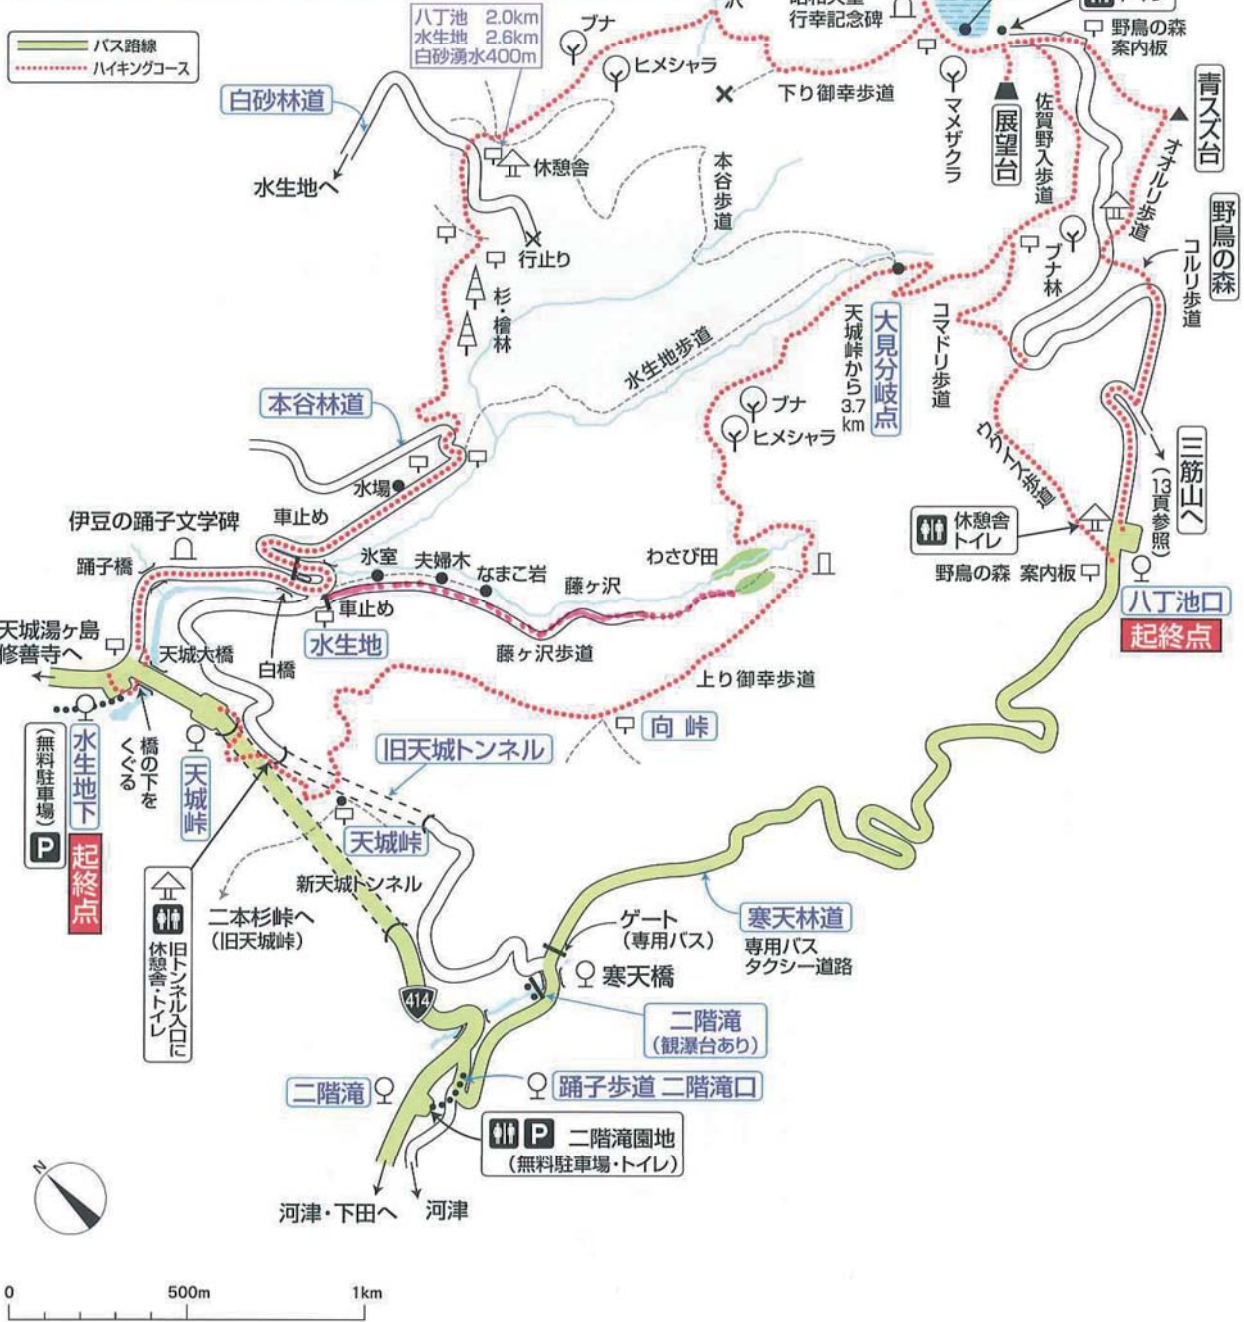 バス路線
ハイキングコース
八丁池 2.0km
水生地 2.6km
白砂湧水400m
ブナ
ヒメシャラ
沢
行幸記念碑
下り御幸歩道
マメザクラ
展望台
佐賀野入歩道
野鳥の森
案内板
青スズ台
オオルリ歩道
野鳥の森
コルリ歩道
ブナ林
白砂林道
水生地へ
休憩舎
行止り
本谷歩道
杉・檜林
水生地歩道
天城峠から3.7km
大見分岐点
コマドリ歩道
ウグイス歩道
三筋山へ
(13頁参照)
本谷林道
水場
ブナ
ヒメシャラ
休憩舎
トイレ
野鳥の森 案内板
八丁池口
起終点
伊豆の踊子文学碑
車止め
踊子橋
氷室
夫婦木
なまこ岩
藤ヶ沢
わさび田
車止め
水生地
藤ヶ沢歩道
天城湯ヶ島
修善寺へ
天城大橋
白橋
上り御幸歩道
向峠
水生地下
(無料駐車場)
P
起終点
橋の下を
くぐる
天城峠
旧天城トンネル
天城峠
新天城トンネル
二本杉峠へ
(旧天城峠)
旧トンネル入口に
休憩舎・トイレ
ゲート
(専用バス)
寒天林道
専用バス
タクシー道路
寒天橋
414
二階滝
(観瀑台あり)
二階滝
踊子歩道 二階滝口
P 二階滝園地
(無料駐車場・トイレ)
河津・下田へ
河津
N
0 500m 1km